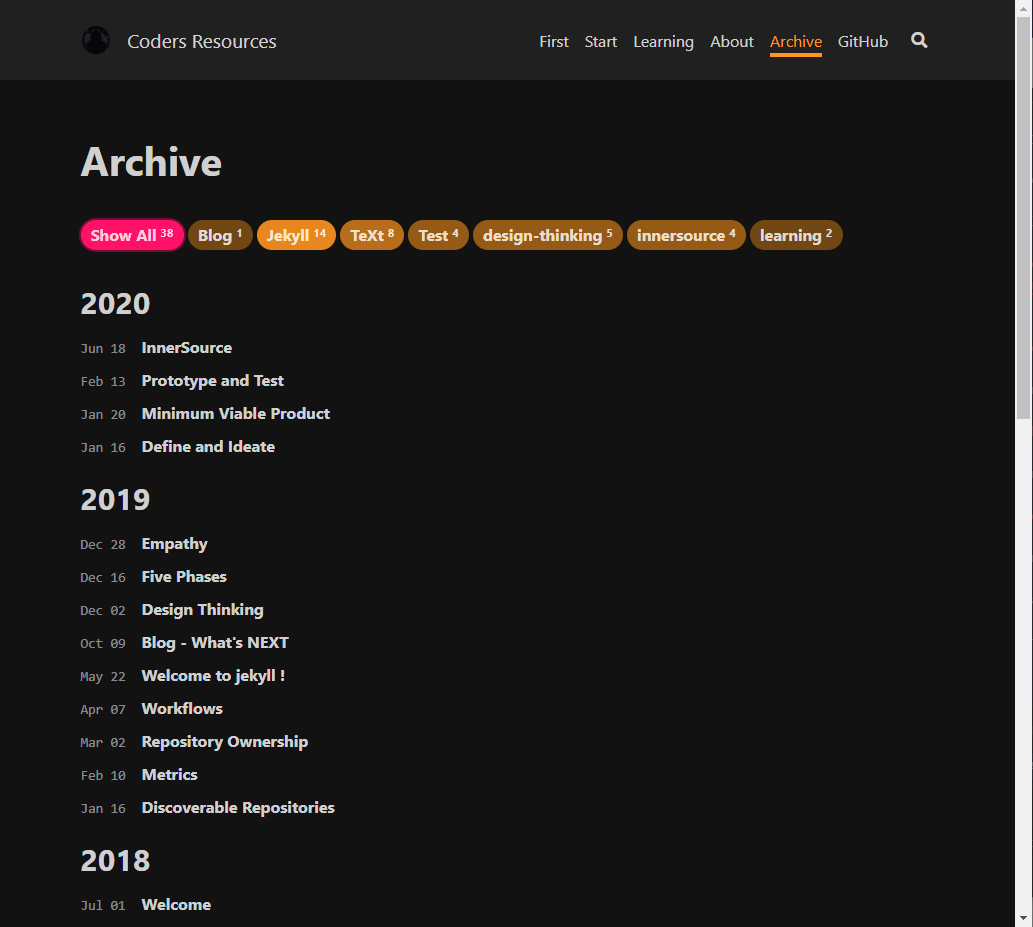 Coders Resources First Start Learning About Archive GitHub
Archive
Show All 38 Blog 1 Jekyll 14 TeXt 8 Test 4 design-thinking 5 innersource 4 learning 2
2020
Jun 18 InnerSource
Feb 13 Prototype and Test
Jan 20 Minimum Viable Product
Jan 16 Define and Ideate
2019
Dec 28 Empathy
Dec 16 Five Phases
Dec 02 Design Thinking
Oct 09 Blog - What's NEXT
May 22 Welcome to jekyll !
Apr 07 Workflows
Mar 02 Repository Ownership
Feb 10 Metrics
Jan 16 Discoverable Repositories
2018
Jul 01 Welcome